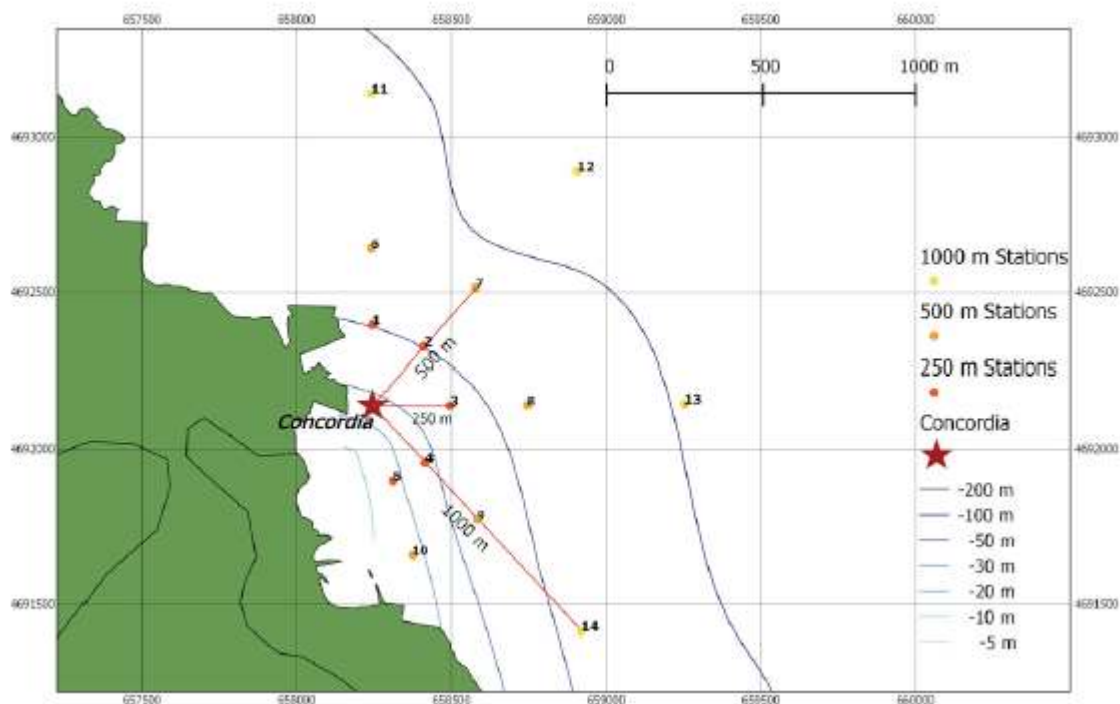 657500 658000 658500 659000 659500 660000
0 500 1000 m
11
4693000 4693000
12
6
1000 m Stations
7
4692500 4692500
500 m Stations
1
2
500 m
250 m Stations
3 8 13
250 m
Concordia
Concordia
4692000 4692000
4
5
-200 m
9
1000 m
-100 m
-50 m
10
-30 m
-20 m
4691500 4691500
-10 m
14
-5 m
657500 658000 658500 659000 659500 660000